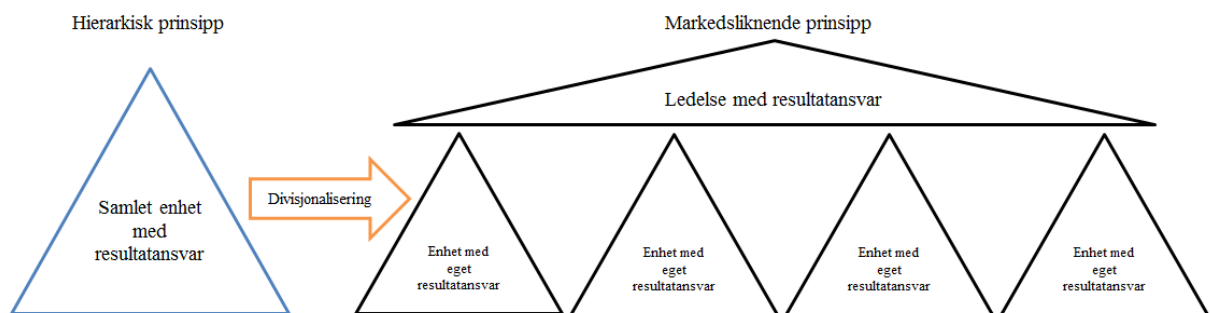 Hierarkisk prinsipp
Samlet enhet
med
resultatansvar
Divisjonalisering
Markedsliknende prinsipp
Ledelse med resultatansvar
Enhet med
eget
resultatansvar
Enhet med
eget
resultatansvar
Enhet med
eget
resultatansvar
Enhet med
eget
resultatansvar